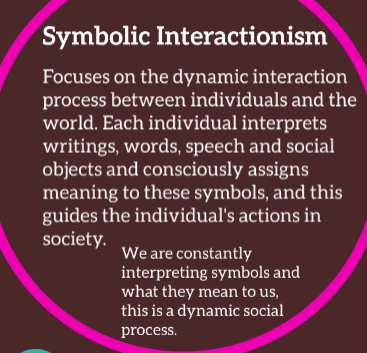 Symbolic Interactionism
Focuses on the dynamic interaction
process between individuals and the
world. Each individual interprets
writings, words, speech and social
objects and consciously assigns
meaning to these symbols, and this
guides the individual's actions in
society.
We are constantly
interpreting symbols and
what they mean to us,
this is a dynamic social
process.